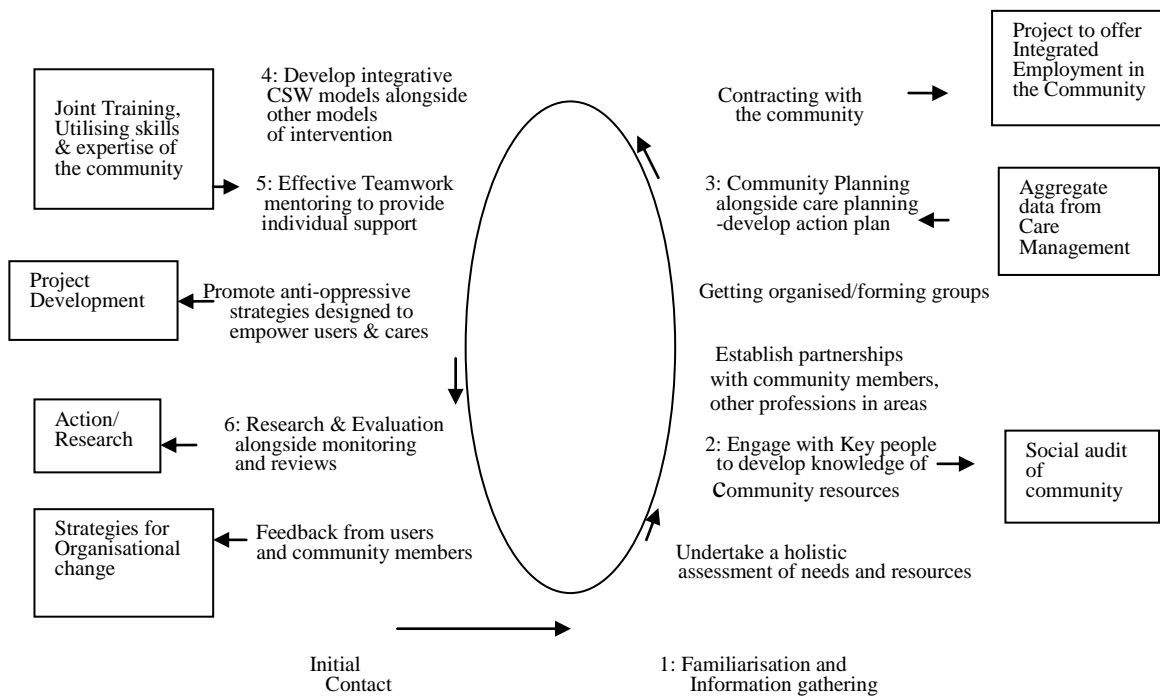 Joint Training,
Utilising skills
& expertise of
the community
4: Develop integrative
CSW models alongside
other models
of intervention
5: Effective Teamwork
mentoring to provide
individual support
Project
Development
Promote anti-oppressive
strategies designed to
empower users & cares
Action/
Research
6: Research & Evaluation
alongside monitoring
and reviews
Strategies for
Organisational
change
Feedback from users
and community members
Initial
Contact
Contracting with
the community
Project to offer
Integrated
Employment in
the Community
3: Community Planning
alongside care planning
-develop action plan
Aggregate
data from
Care
Management
Getting organised/forming groups
Establish partnerships
with community members,
other professions in areas
2: Engage with Key people
to develop knowledge of
Community resources
Social audit
of
community
Undertake a holistic
assessment of needs and resources
1: Familiarisation and
Information gathering